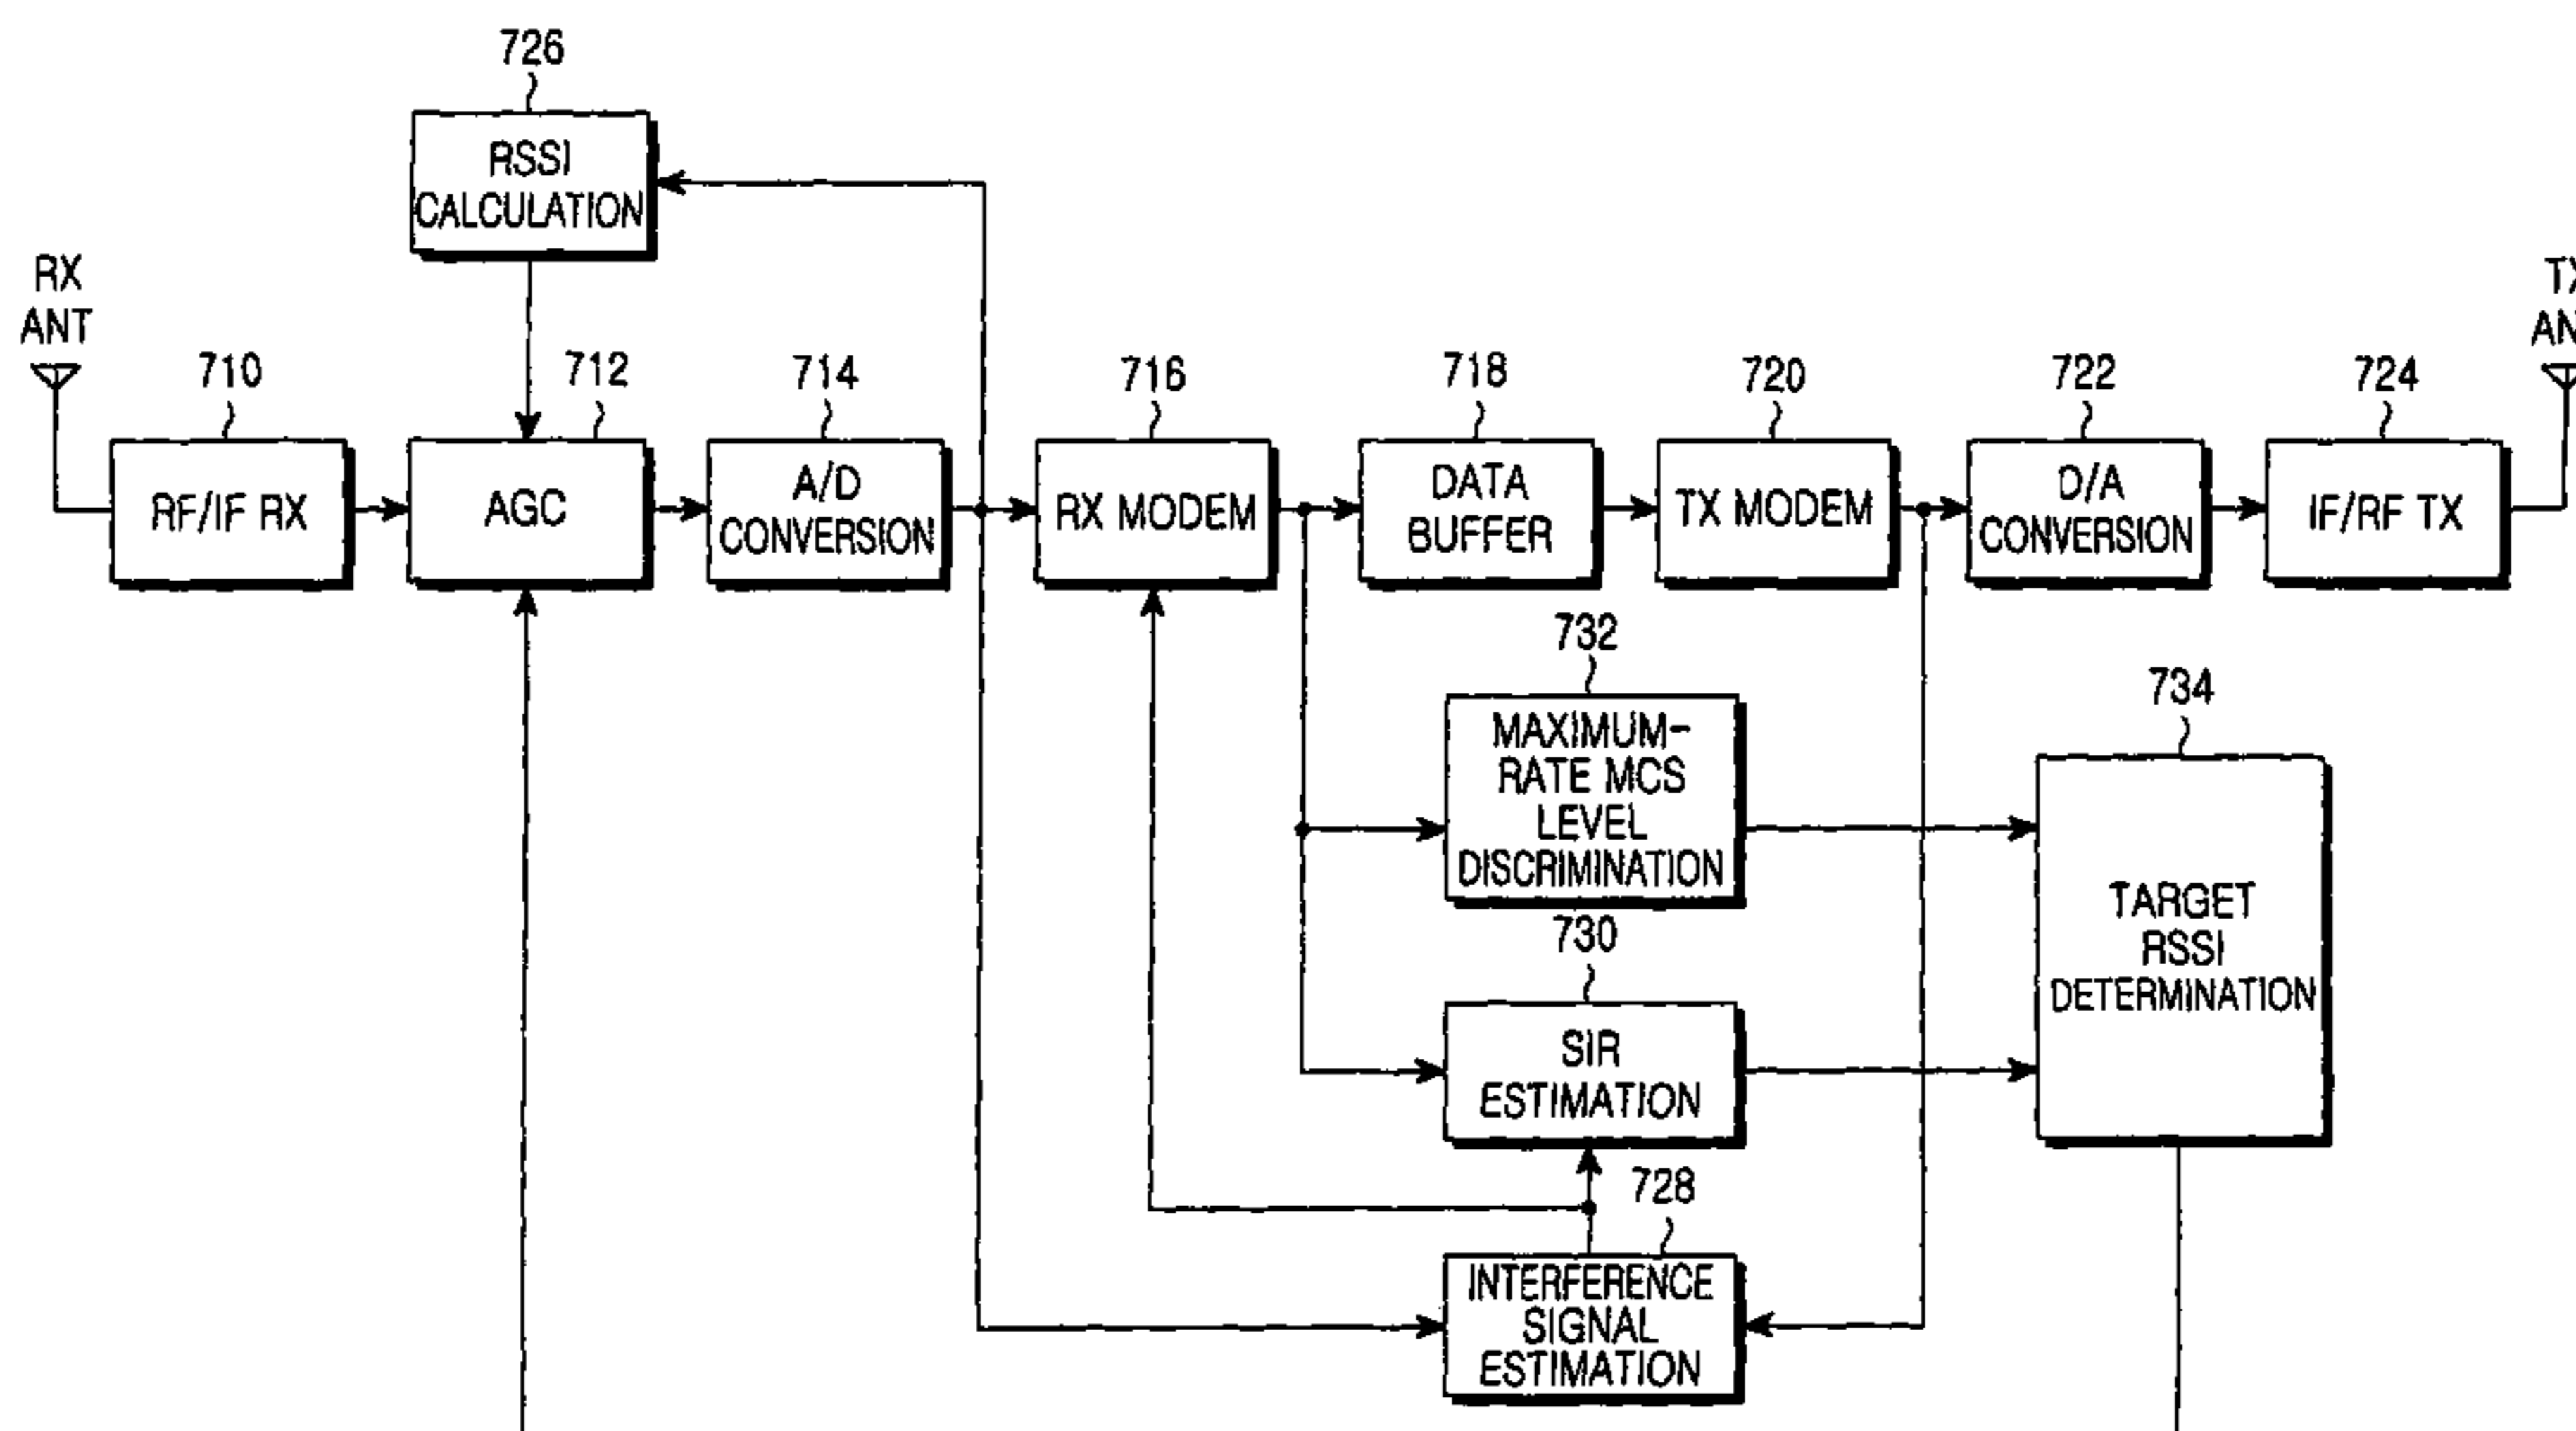 726
RSSI
CALCULATION
RX
ANT
TX
AN
710
712
714
716
718
720
722
724
RF/IF RX
AGC
A/D
CONVERSION
RX MODEM
DATA
BUFFER
TX MODEM
D/A
CONVERSION
IF/RF TX
732
MAXIMUM-
RATE MCS
LEVEL
DISCRIMINATION
734
TARGET
RSSI
DETERMINATION
730
SIR
ESTIMATION
728
INTERFERENCE
SIGNAL
ESTIMATION